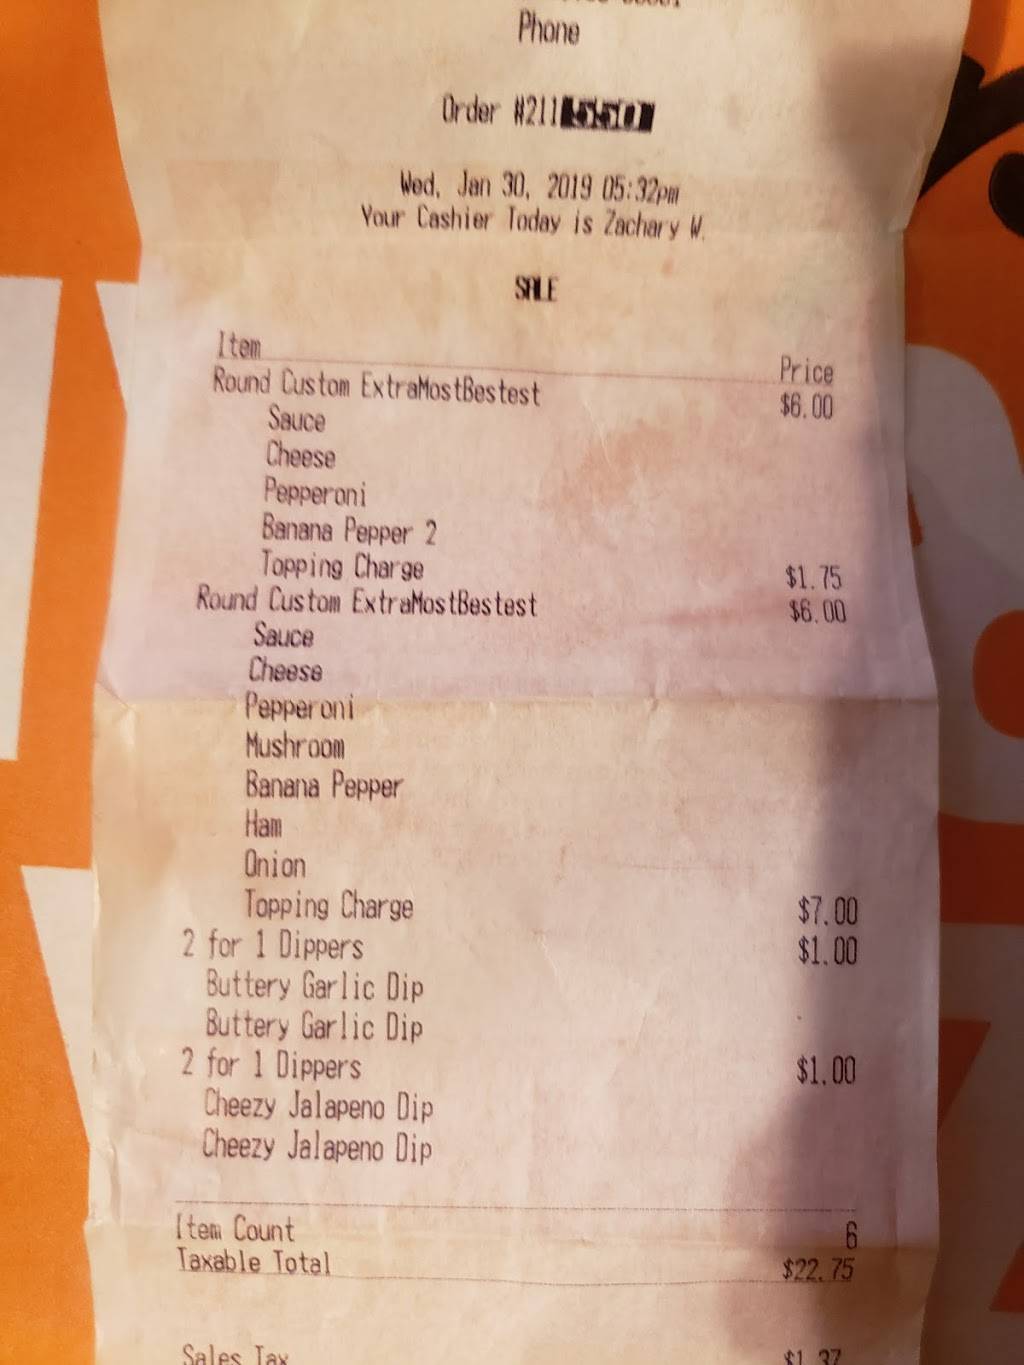 Phone
Order #211550
Wed, Jan 30, 2019 05:32pm
Your Cashier Today is Zachary W.
SALE
Item Price
Round Custom ExtraMostBestest $6.00
Sauce
Cheese
Pepperoni
Banana Pepper 2
Topping Charge $1.75
Round Custom ExtraMostBestest $6.00
Sauce
Cheese
Pepperoni
Mushroom
Banana Pepper
Ham
Onion
Topping Charge $7.00
2 for 1 Dippers $1.00
Buttery Garlic Dip
Buttery Garlic Dip
2 for 1 Dippers $1.00
Cheezy Jalapeno Dip
Cheezy Jalapeno Dip
Item Count 6
Taxable Total $22.75
Sales Tax $1.37